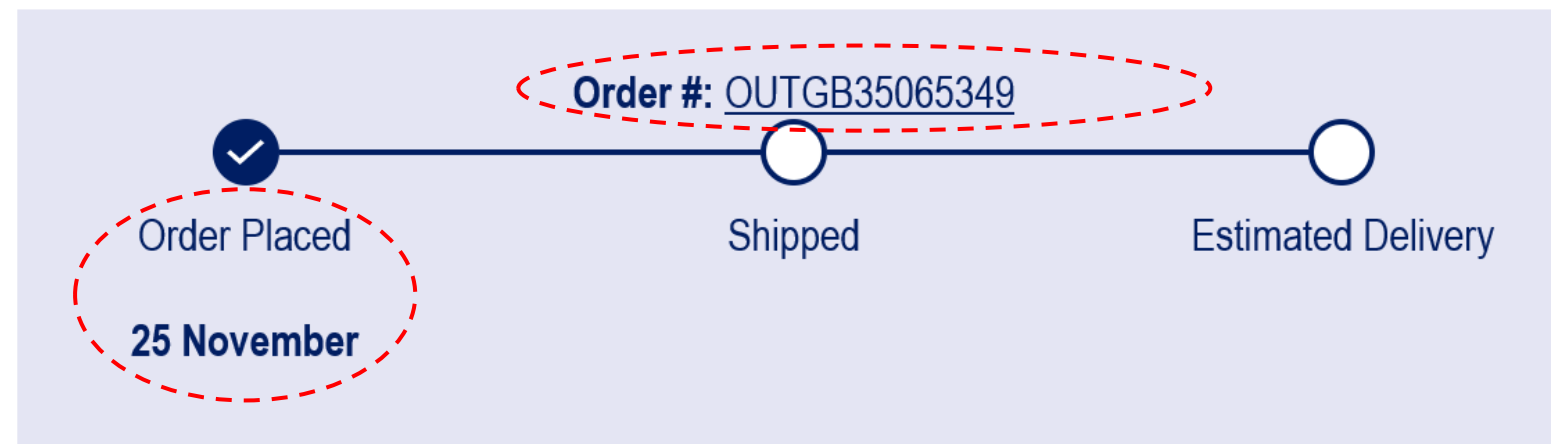 Order #: OUTGB35065349
Order Placed
Shipped
Estimated Delivery
25 November